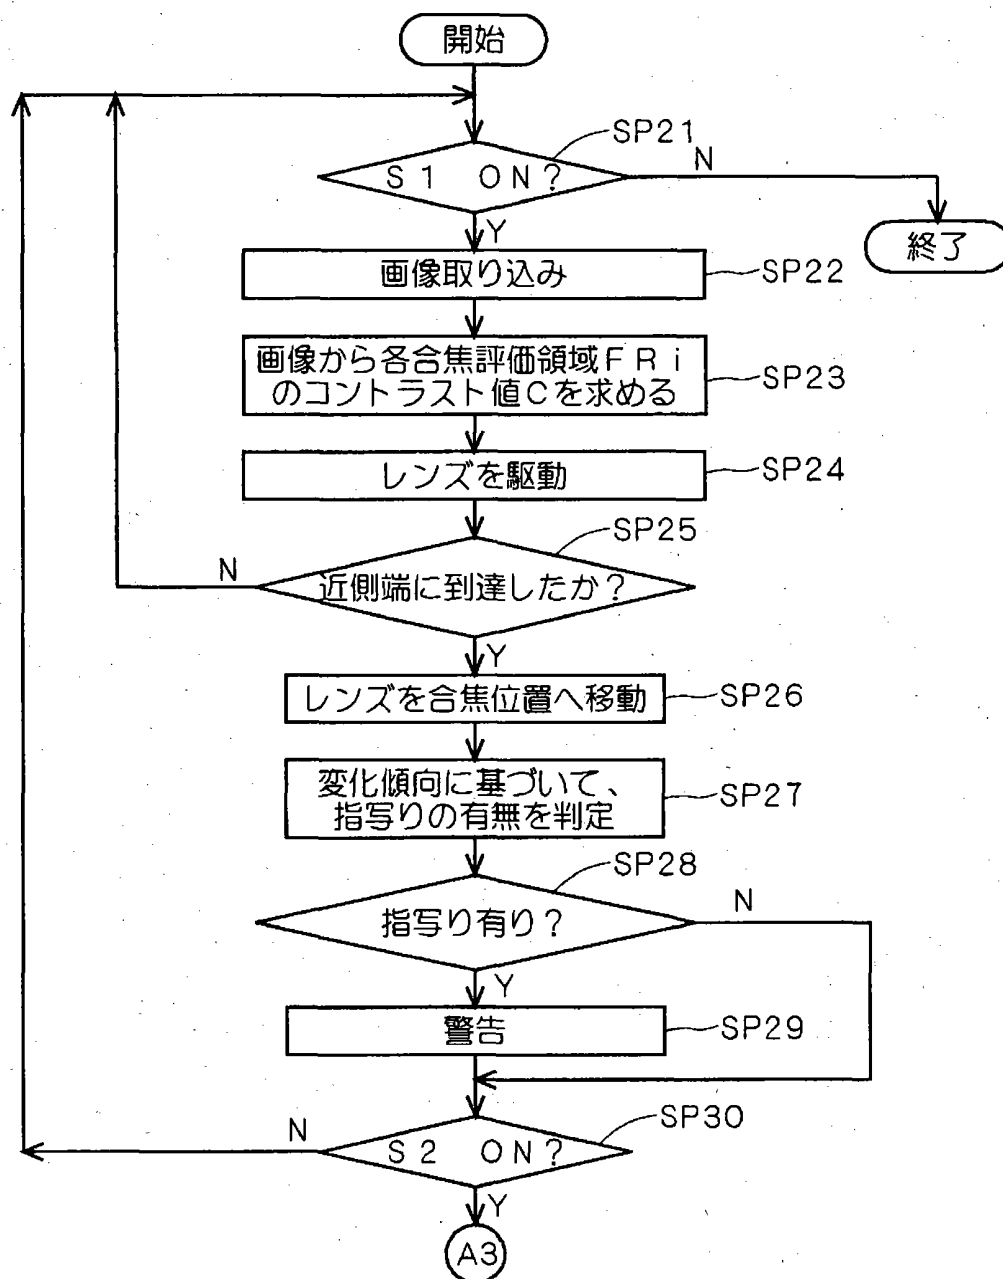 開始
SP21
S1 ON?
N
Y
終了
画像取り込み
SP22
画像から各合焦評価領域FRi
のコントラスト値Cを求める
SP23
レンズを駆動
SP24
SP25
N
近側端に到達したか?
Y
レンズを合焦位置へ移動
SP26
変化傾向に基づいて、
指写りの有無を判定
SP27
SP28
指写り有り?
N
Y
警告
SP29
SP30
N
S2 ON?
Y
A3